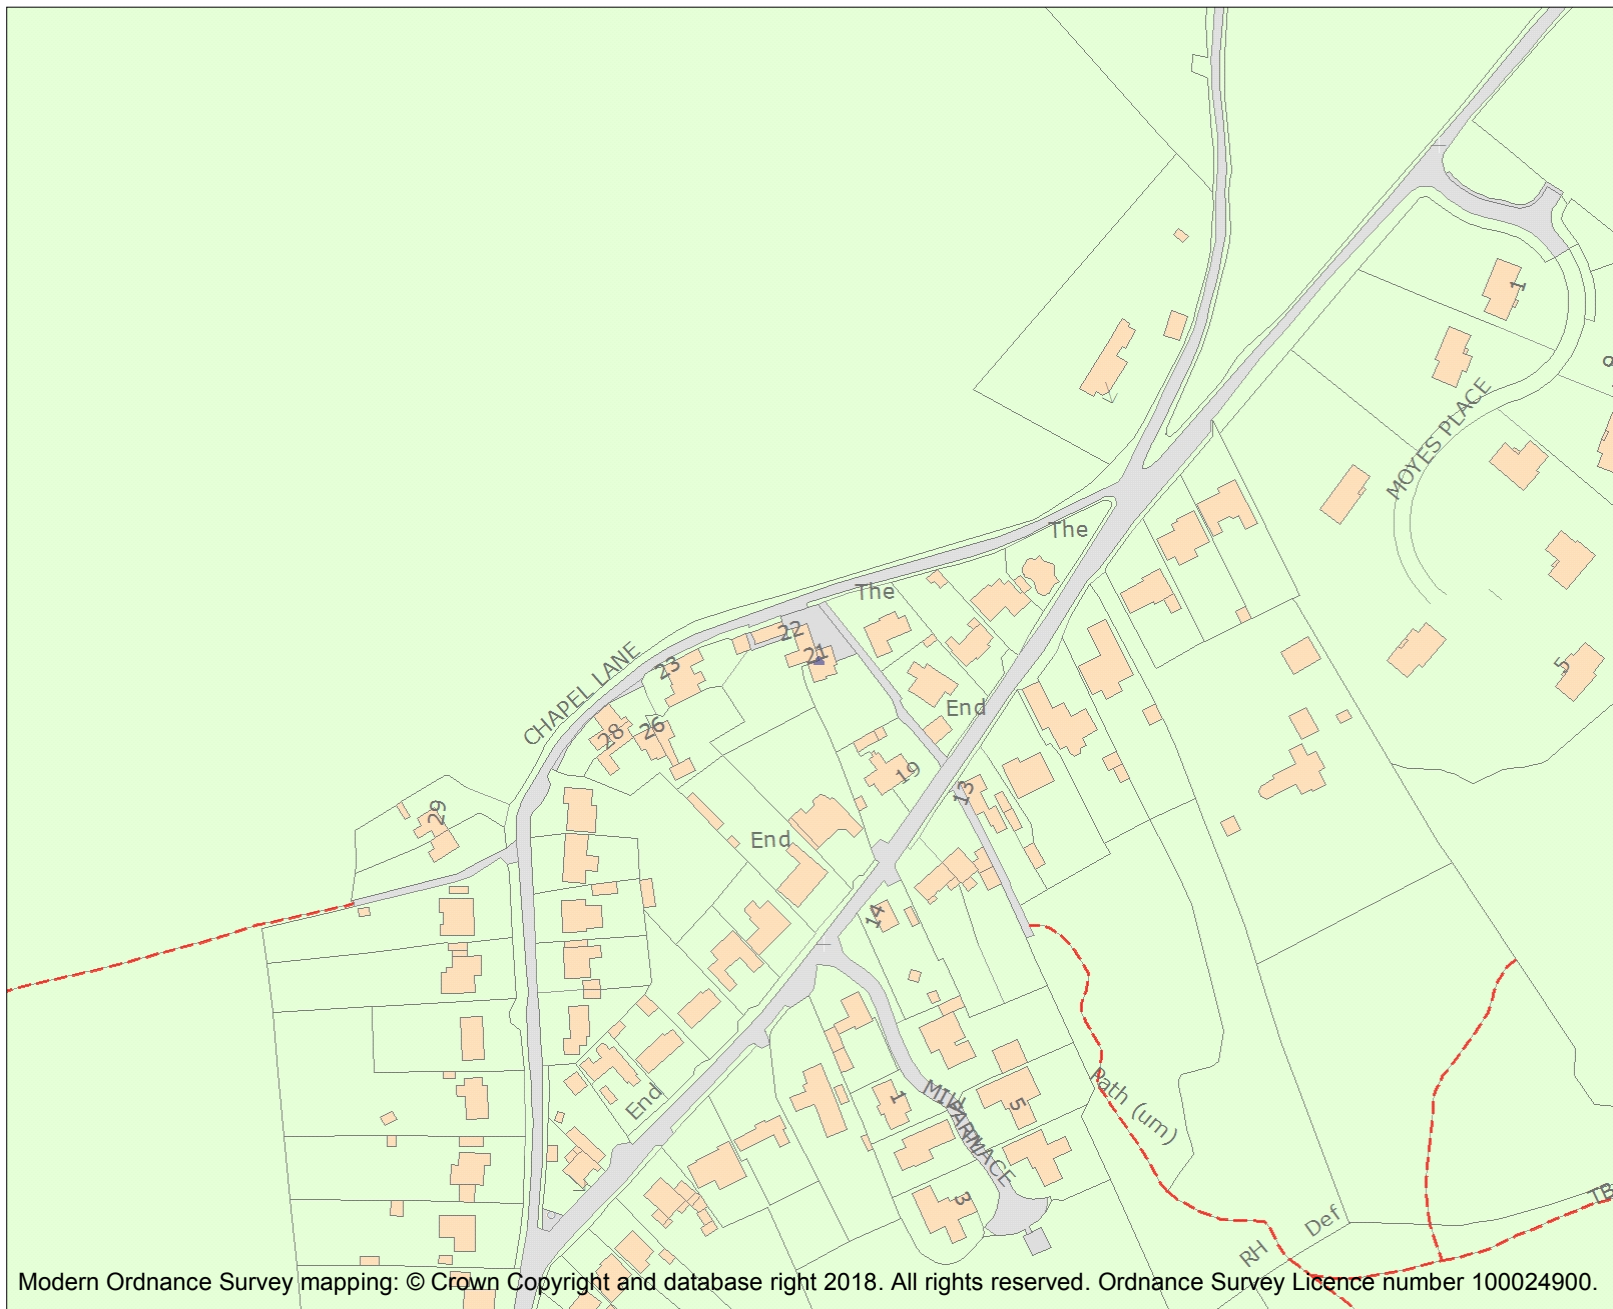 1
9
MOYES PLACE
The
The
22
21
23
CHAPEL LANE
28
26
End
5
19
13
29
End
14
Path (um)
1
5
End
3
Def
RH
TB
Modern Ordnance Survey mapping: © Crown Copyright and database right 2018. All rights reserved. Ordnance Survey Licence number 100024900.